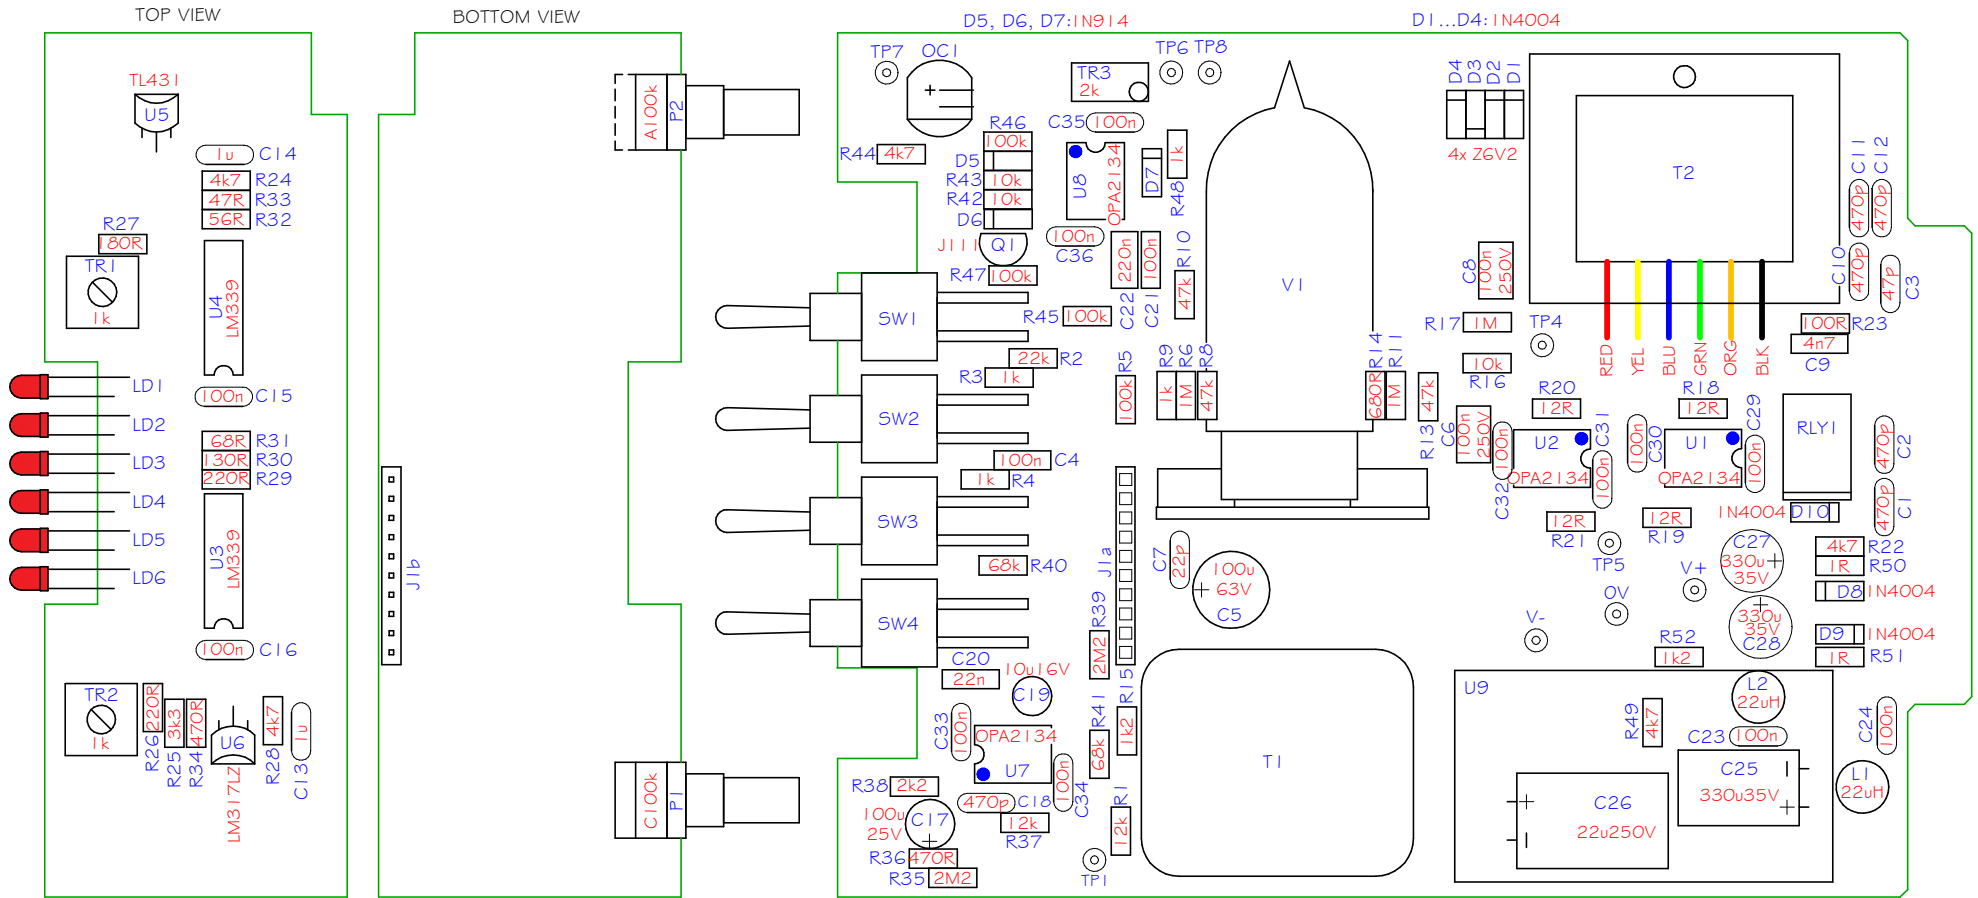 TOP VIEW
TL431
U5
1u C14
4k7 R24
47R R33
56R R32
R27
180R
TR1
1k
U4
LM339
LD1
100n C15
LD2
68R R31
LD3
130R R30
220R R29
LD4
LD5
U3
LM339
LD6
100n C16
TR2
1k
220R
R26
3k3
R25
470R
R34
U6
LM317LZ
4k7
R28
1u
C13
BOTTOM VIEW
A100k
P2
J1b
C100k
P1
D5, D6, D7:1N914
D1...D4:1N4004
TP7
OC1
TR3
2k
TP6 TP8
C35 100n
R46
100k
R44 4k7
D5
R43 10k
R42 10k
D6
J111 Q1
R47 100k
U8
OPA2134
D7
1k
R48
100n
C36
220n
C22
100n
C21
R10
47k
R45 100k
SW1
SW2
SW3
SW4
22k R2
R3 1k
R5
100k
R9
1k
R6
1M
R8
47k
V1
R14
680R
R11
1M
47k
R13
100n C4
1k R4
68k R40
J1a
C7
22p
100u
63V
C5
R39
2M2
C20
22n
10u16V
C19
R41
68k
R15
1k2
C33
100n
OPA2134
U7
100n
C34
R38 2k2
470p C18
100u
25V
C17
12k
R37
R36 470R
R35 2M2
R1
12k
TP1
T1
D4
D3
D2
D1
4x Z6V2
T2
C11
470p
C12
470p
C10
470p
47p
C3
C8
100n
250V
R17 1M
TP4
10k
R16
RED
YEL
BLU
GRN
ORG
BLK
100R R23
4n7
C9
R20
12R
R18
12R
C6
100n
250V
100n
C32
U2
OPA2134
C31
100n
100n
C30
U1
OPA2134
C29
100n
RLY1
470p
C2
470p
C1
1N4004 D10
12R
R21
12R
R19
TP5
C27
330u
35V
4k7 R22
1R R50
V+
D8 1N4004
0V
V-
330u
35V
C28
D9 1N4004
R52
1k2
1R R51
U9
L2
22uH
R49
4k7
C23 100n
C24
100n
C25
330u35V
L1
22uH
C26
22u250V